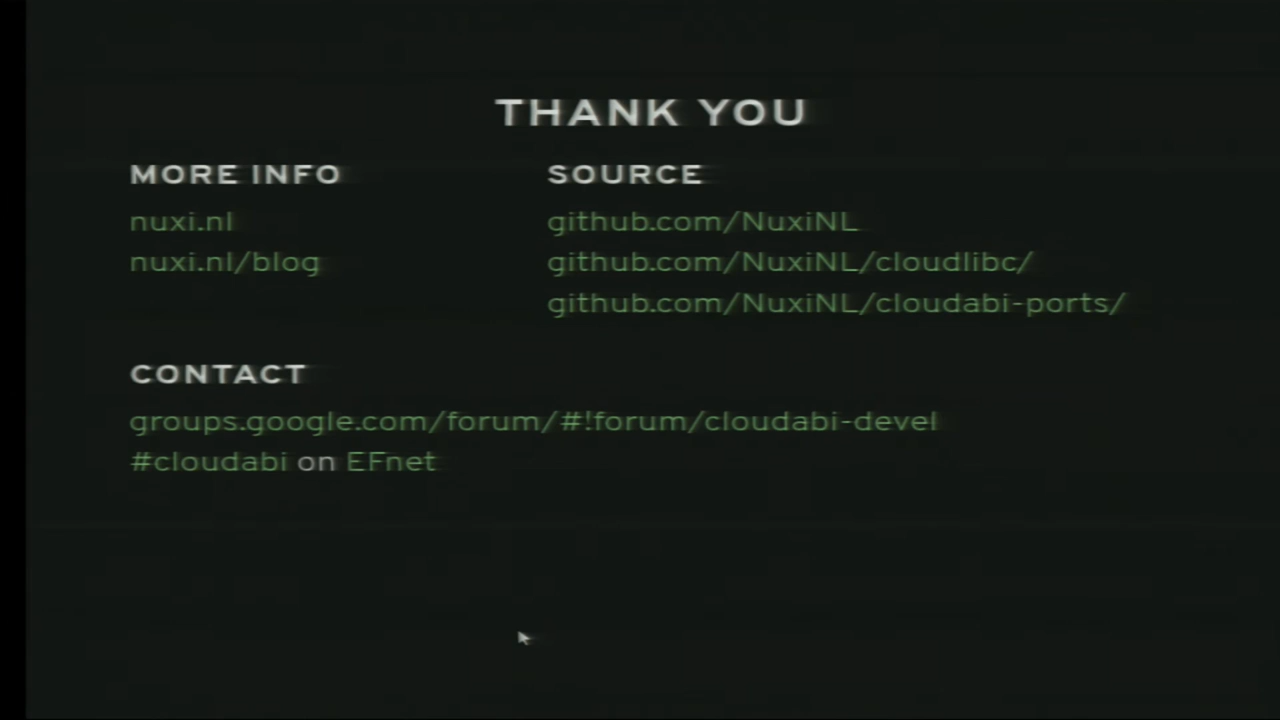 THANK YOU
MORE INFO
nuxi.nl
nuxi.nl/blog
SOURCE
github.com/NuxiNL
github.com/NuxiNL/cloudlibc/
github.com/NuxiNL/cloudabi-ports/
CONTACT
groups.google.com/forum/#!forum/cloudabi-devel
#cloudabi on EFnet